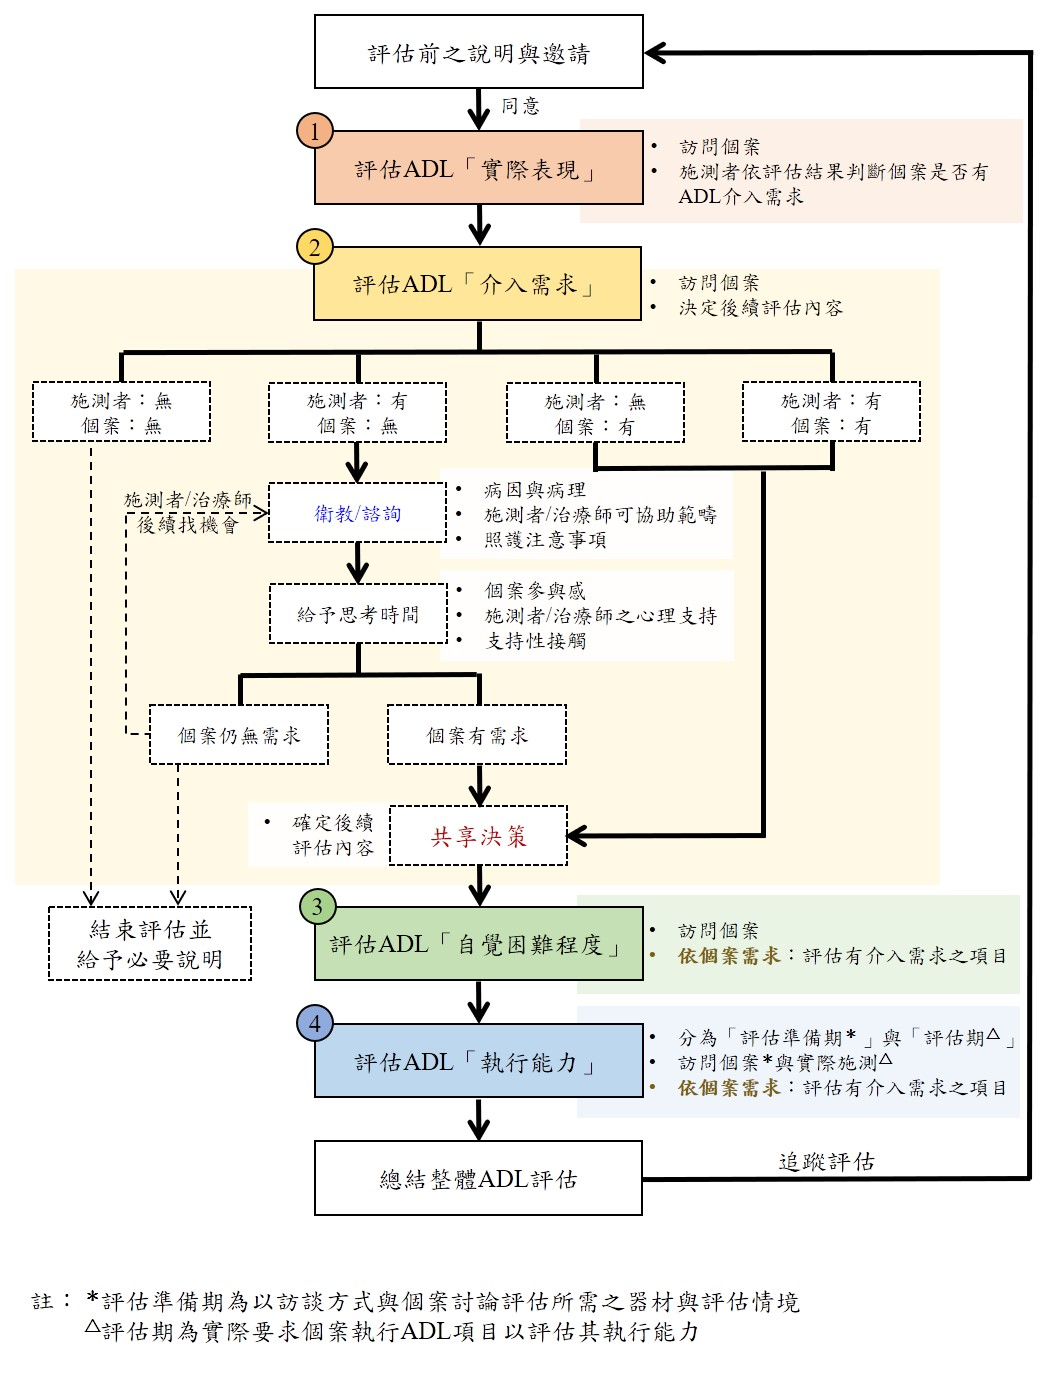 評估前之說明與邀請
同意
1
評估ADL「實際表現」
• 訪問個案
• 施測者依評估結果判斷個案是否有
ADL介入需求
2
評估ADL「介入需求」
• 訪問個案
• 決定後續評估內容
施測者：無
個案：無
施測者：有
個案：無
施測者：無
個案：有
施測者：有
個案：有
施測者/治療師
後續找機會
衛教/諮詢
• 病因與病理
• 施測者/治療師可協助範疇
• 照護注意事項
給予思考時間
• 個案參與感
• 施測者/治療師之心理支持
• 支持性接觸
個案仍無需求
個案有需求
• 確定後續
評估內容
共享決策
結束評估並
給予必要說明
3
評估ADL「自覺困難程度」
• 訪問個案
• 依個案需求：評估有介入需求之項目
4
評估ADL「執行能力」
• 分為「評估準備期*」與「評估期△」
• 訪問個案*與實際施測△
• 依個案需求：評估有介入需求之項目
總結整體ADL評估
追蹤評估
註： *評估準備期為以訪談方式與個案討論評估所需之器材與評估情境
△評估期為實際要求個案執行ADL項目以評估其執行能力